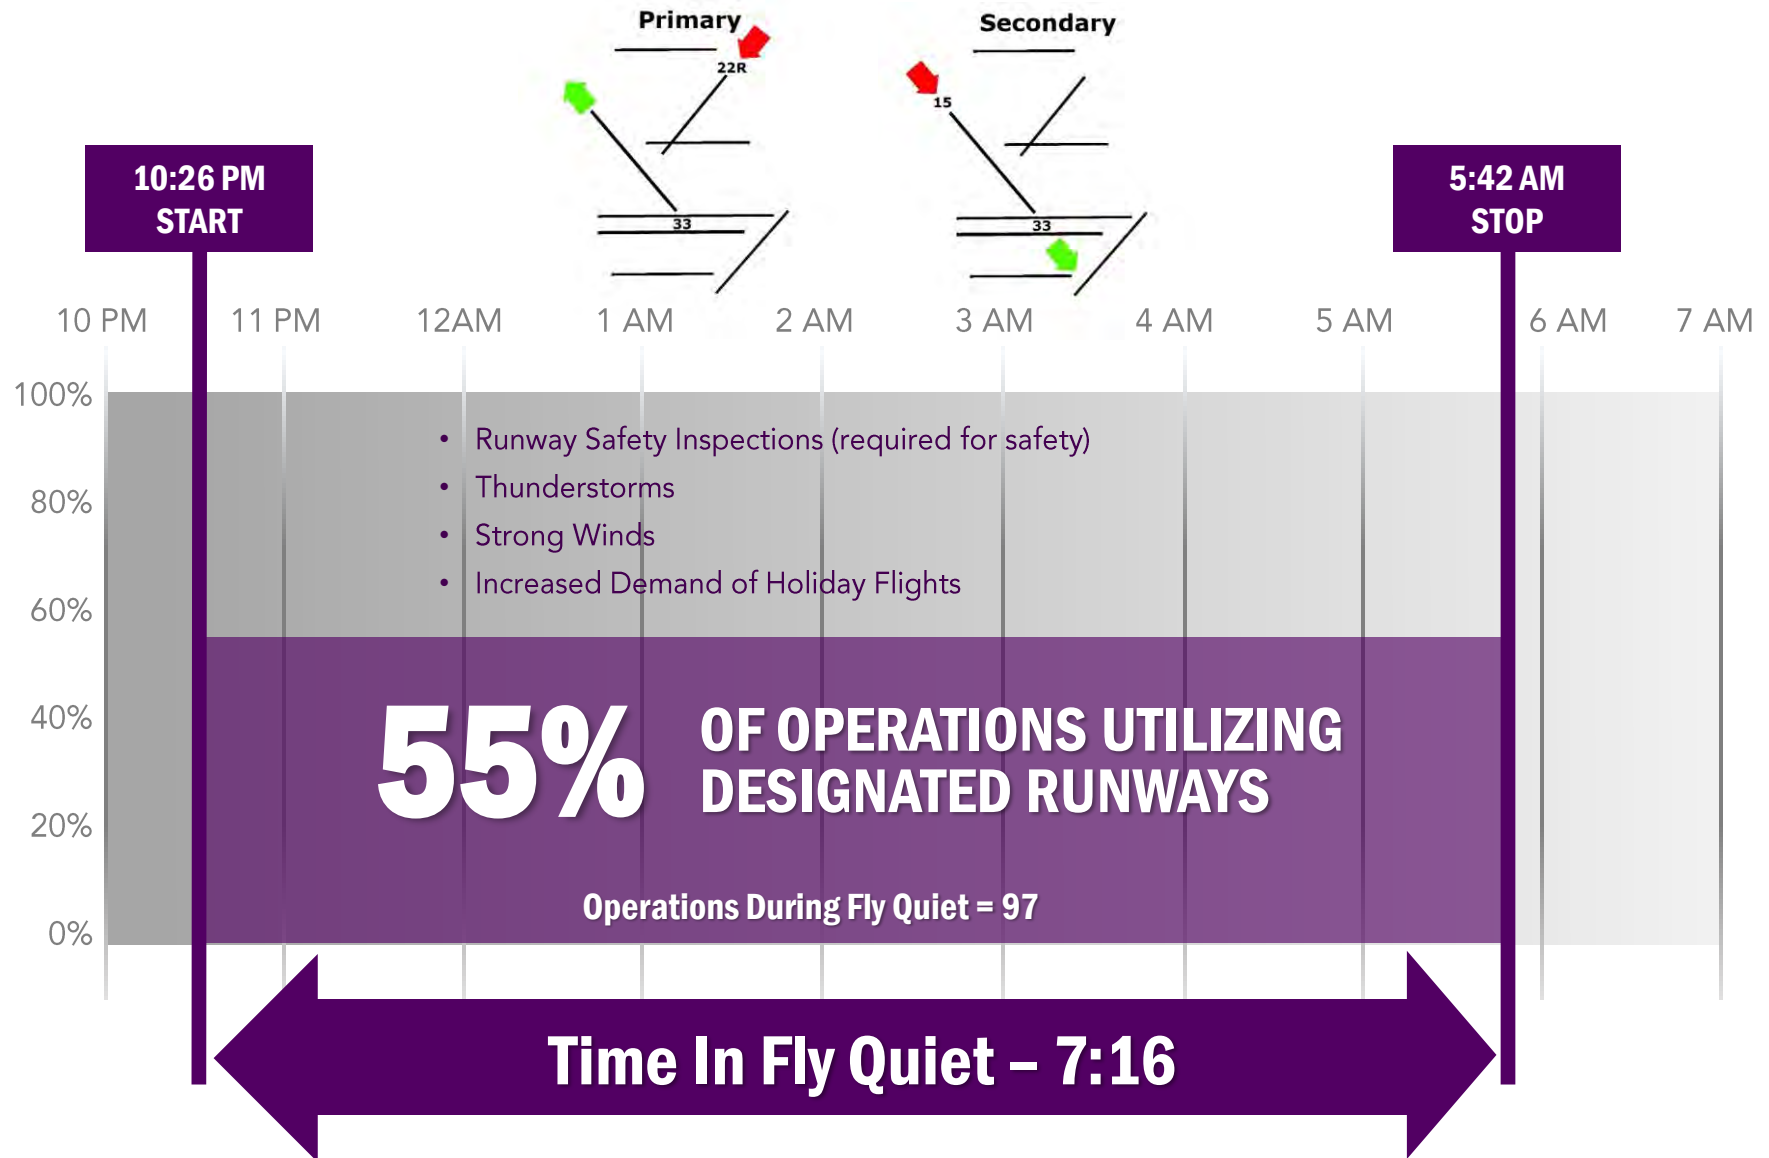 Primary
Secondary
22R
15
33
33
10:26 PM
START
5:42 AM
STOP
10 PM
11 PM
12AM
1 AM
2 AM
3 AM
4 AM
5 AM
6 AM
7 AM
100%
80%
60%
40%
20%
0%
• Runway Safety Inspections (required for safety)
• Thunderstorms
• Strong Winds
• Increased Demand of Holiday Flights
55%
OF OPERATIONS UTILIZING
DESIGNATED RUNWAYS
Operations During Fly Quiet = 97
Time In Fly Quiet – 7:16